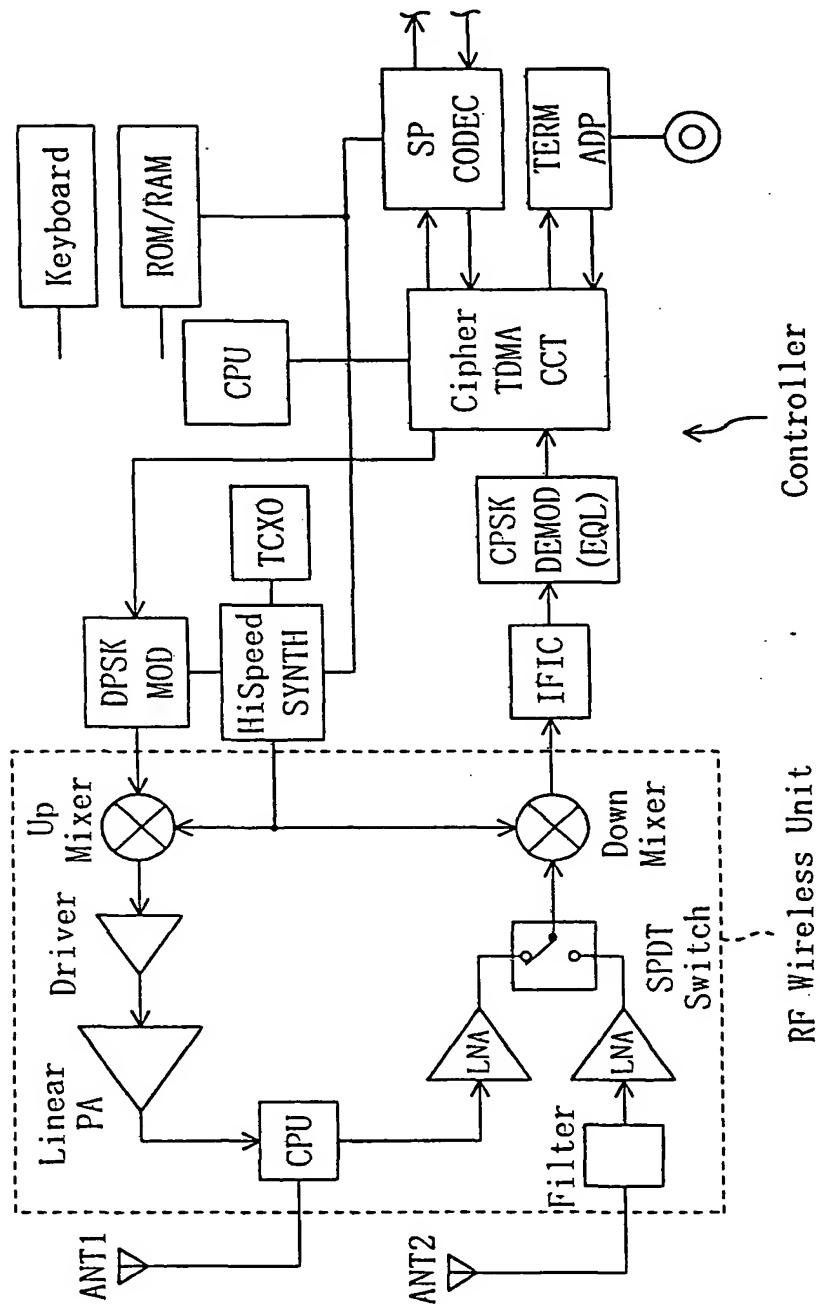 Keyboard
ROM/RAM
CPU
SP
CODEC
TERM
ADP
Cipher
TDMA
CCT
TCXO
HiSpeed
SYNTH
DPSK
MOD
CPSK
DEMOD
(EQL)
IFIC
Controller
Up
Mixer
Down
Mixer
Driver
Linear
PA
CPU
LNA
LNA
SPDT
Switch
Filter
ANT1
ANT2
RF Wireless Unit